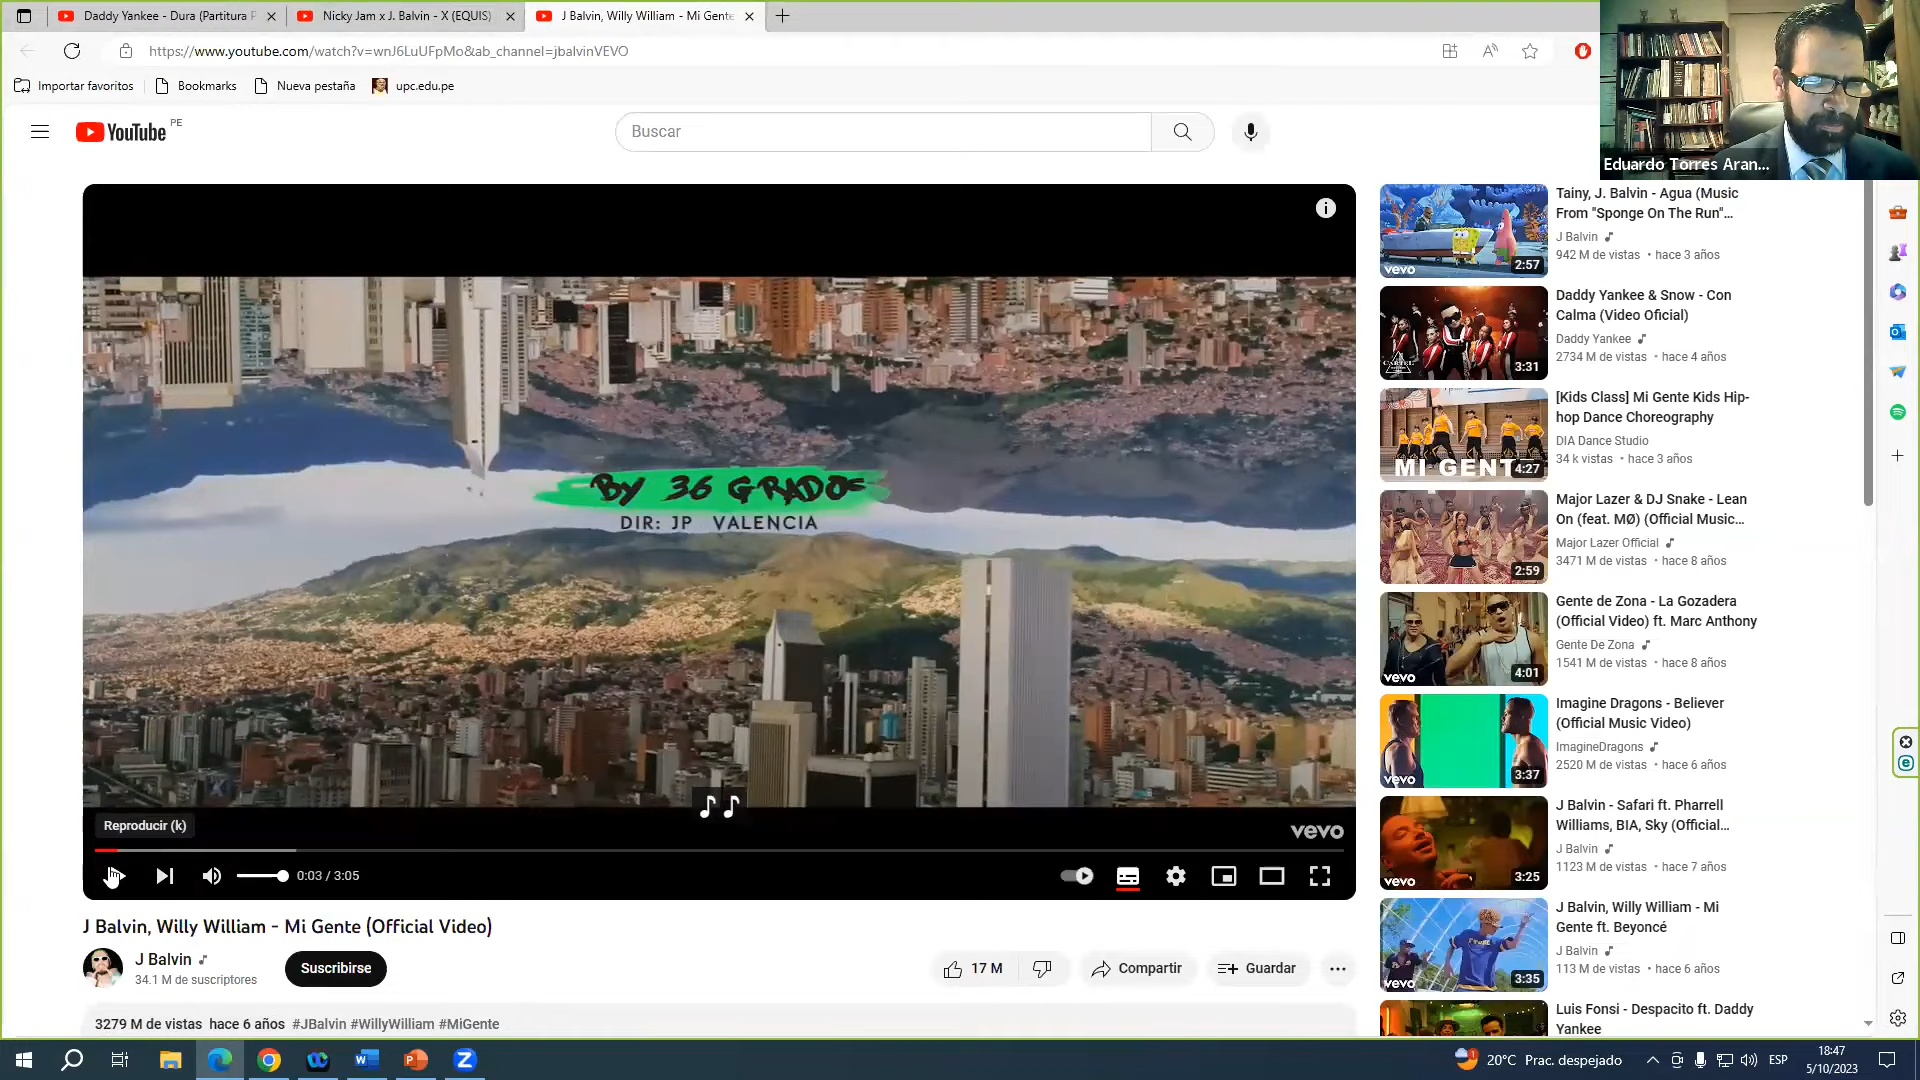 Daddy Yankee - Dura (Partitura P
Nicky Jam x J. Balvin - X (EQUIS)
J Balvin, Willy William - Mi Gente
https://www.youtube.com/watch?v=wnJ6LuUFpMo&ab_channel=jbalvinVEVO
Importar favoritos
Bookmarks
Nueva pestaña
upc.edu.pe
YouTube PE
Buscar
Eduardo Torres Aran...
BY 36 GRADOS
DIR: JP VALENCIA
Reproducir (k)
vevo
0:03 / 3:05
J Balvin, Willy William - Mi Gente (Official Video)
J Balvin
34.1 M de suscriptores
Suscribirse
17 M
Compartir
Guardar
3279 M de vistas hace 6 años #JBalvin #WillyWilliam #MiGente
vevo
2:57
Tainy, J. Balvin - Agua (Music
From "Sponge On The Run"...
J Balvin
942 M de vistas • hace 3 años
CARTEL
3:31
Daddy Yankee & Snow - Con
Calma (Video Oficial)
Daddy Yankee
2734 M de vistas • hace 4 años
MI GENTE
4:27
[Kids Class] Mi Gente Kids Hip-
hop Dance Choreography
DIA Dance Studio
34 k vistas • hace 3 años
2:59
Major Lazer & DJ Snake - Lean
On (feat. MØ) (Official Music...
Major Lazer Official
3471 M de vistas • hace 8 años
vevo
4:01
Gente de Zona - La Gozadera
(Official Video) ft. Marc Anthony
Gente De Zona
1541 M de vistas • hace 8 años
vevo
3:37
Imagine Dragons - Believer
(Official Music Video)
ImagineDragons
2520 M de vistas • hace 6 años
vevo
3:25
J Balvin - Safari ft. Pharrell
Williams, BIA, Sky (Official...
J Balvin
1123 M de vistas • hace 7 años
vevo
3:35
J Balvin, Willy William - Mi
Gente ft. Beyoncé
J Balvin
113 M de vistas • hace 6 años
Luis Fonsi - Despacito ft. Daddy
Yankee
20°C Prac. despejado
ESP
18:47
5/10/2023